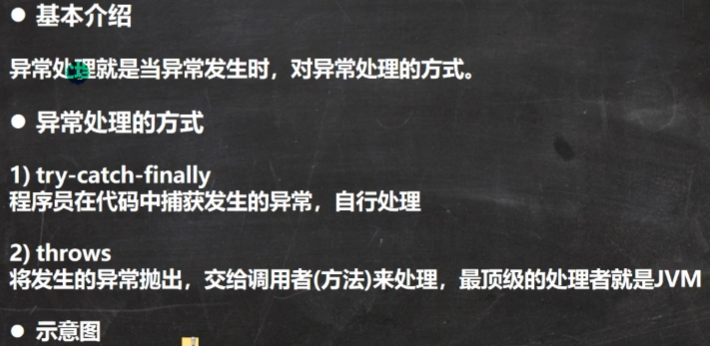 ● 基本介绍
异常处理就是当异常发生时，对异常处理的方式。
● 异常处理的方式
1) try-catch-finally
程序员在代码中捕获发生的异常，自行处理
2) throws
将发生的异常抛出，交给调用者(方法)来处理，最顶级的处理者就是JVM
● 示意图